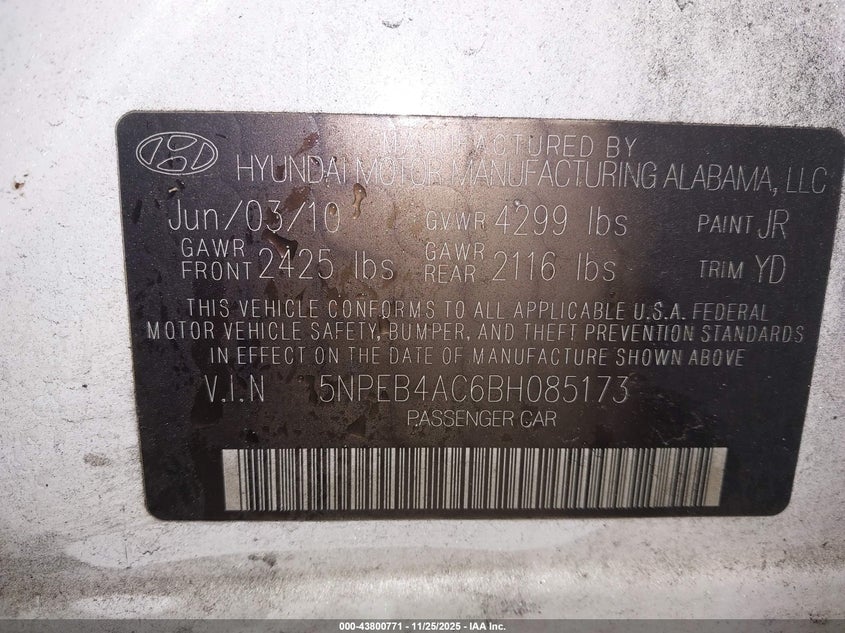 MANUFACTURED BY
HYUNDAI MOTOR MANUFACTURING ALABAMA, LLC
Jun/03/10 GVWR 4299 lbs PAINT JR
GAWR FRONT 2425 lbs GAWR REAR 2116 lbs TRIM YD
THIS VEHICLE CONFORMS TO ALL APPLICABLE U.S.A. FEDERAL
MOTOR VEHICLE SAFETY, BUMPER, AND THEFT PREVENTION STANDARDS
IN EFFECT ON THE DATE OF MANUFACTURE SHOWN ABOVE
V.I.N 5NPEB4AC6BH085173
PASSENGER CAR
000-43800771 - 11/25/2025 - IAA Inc.